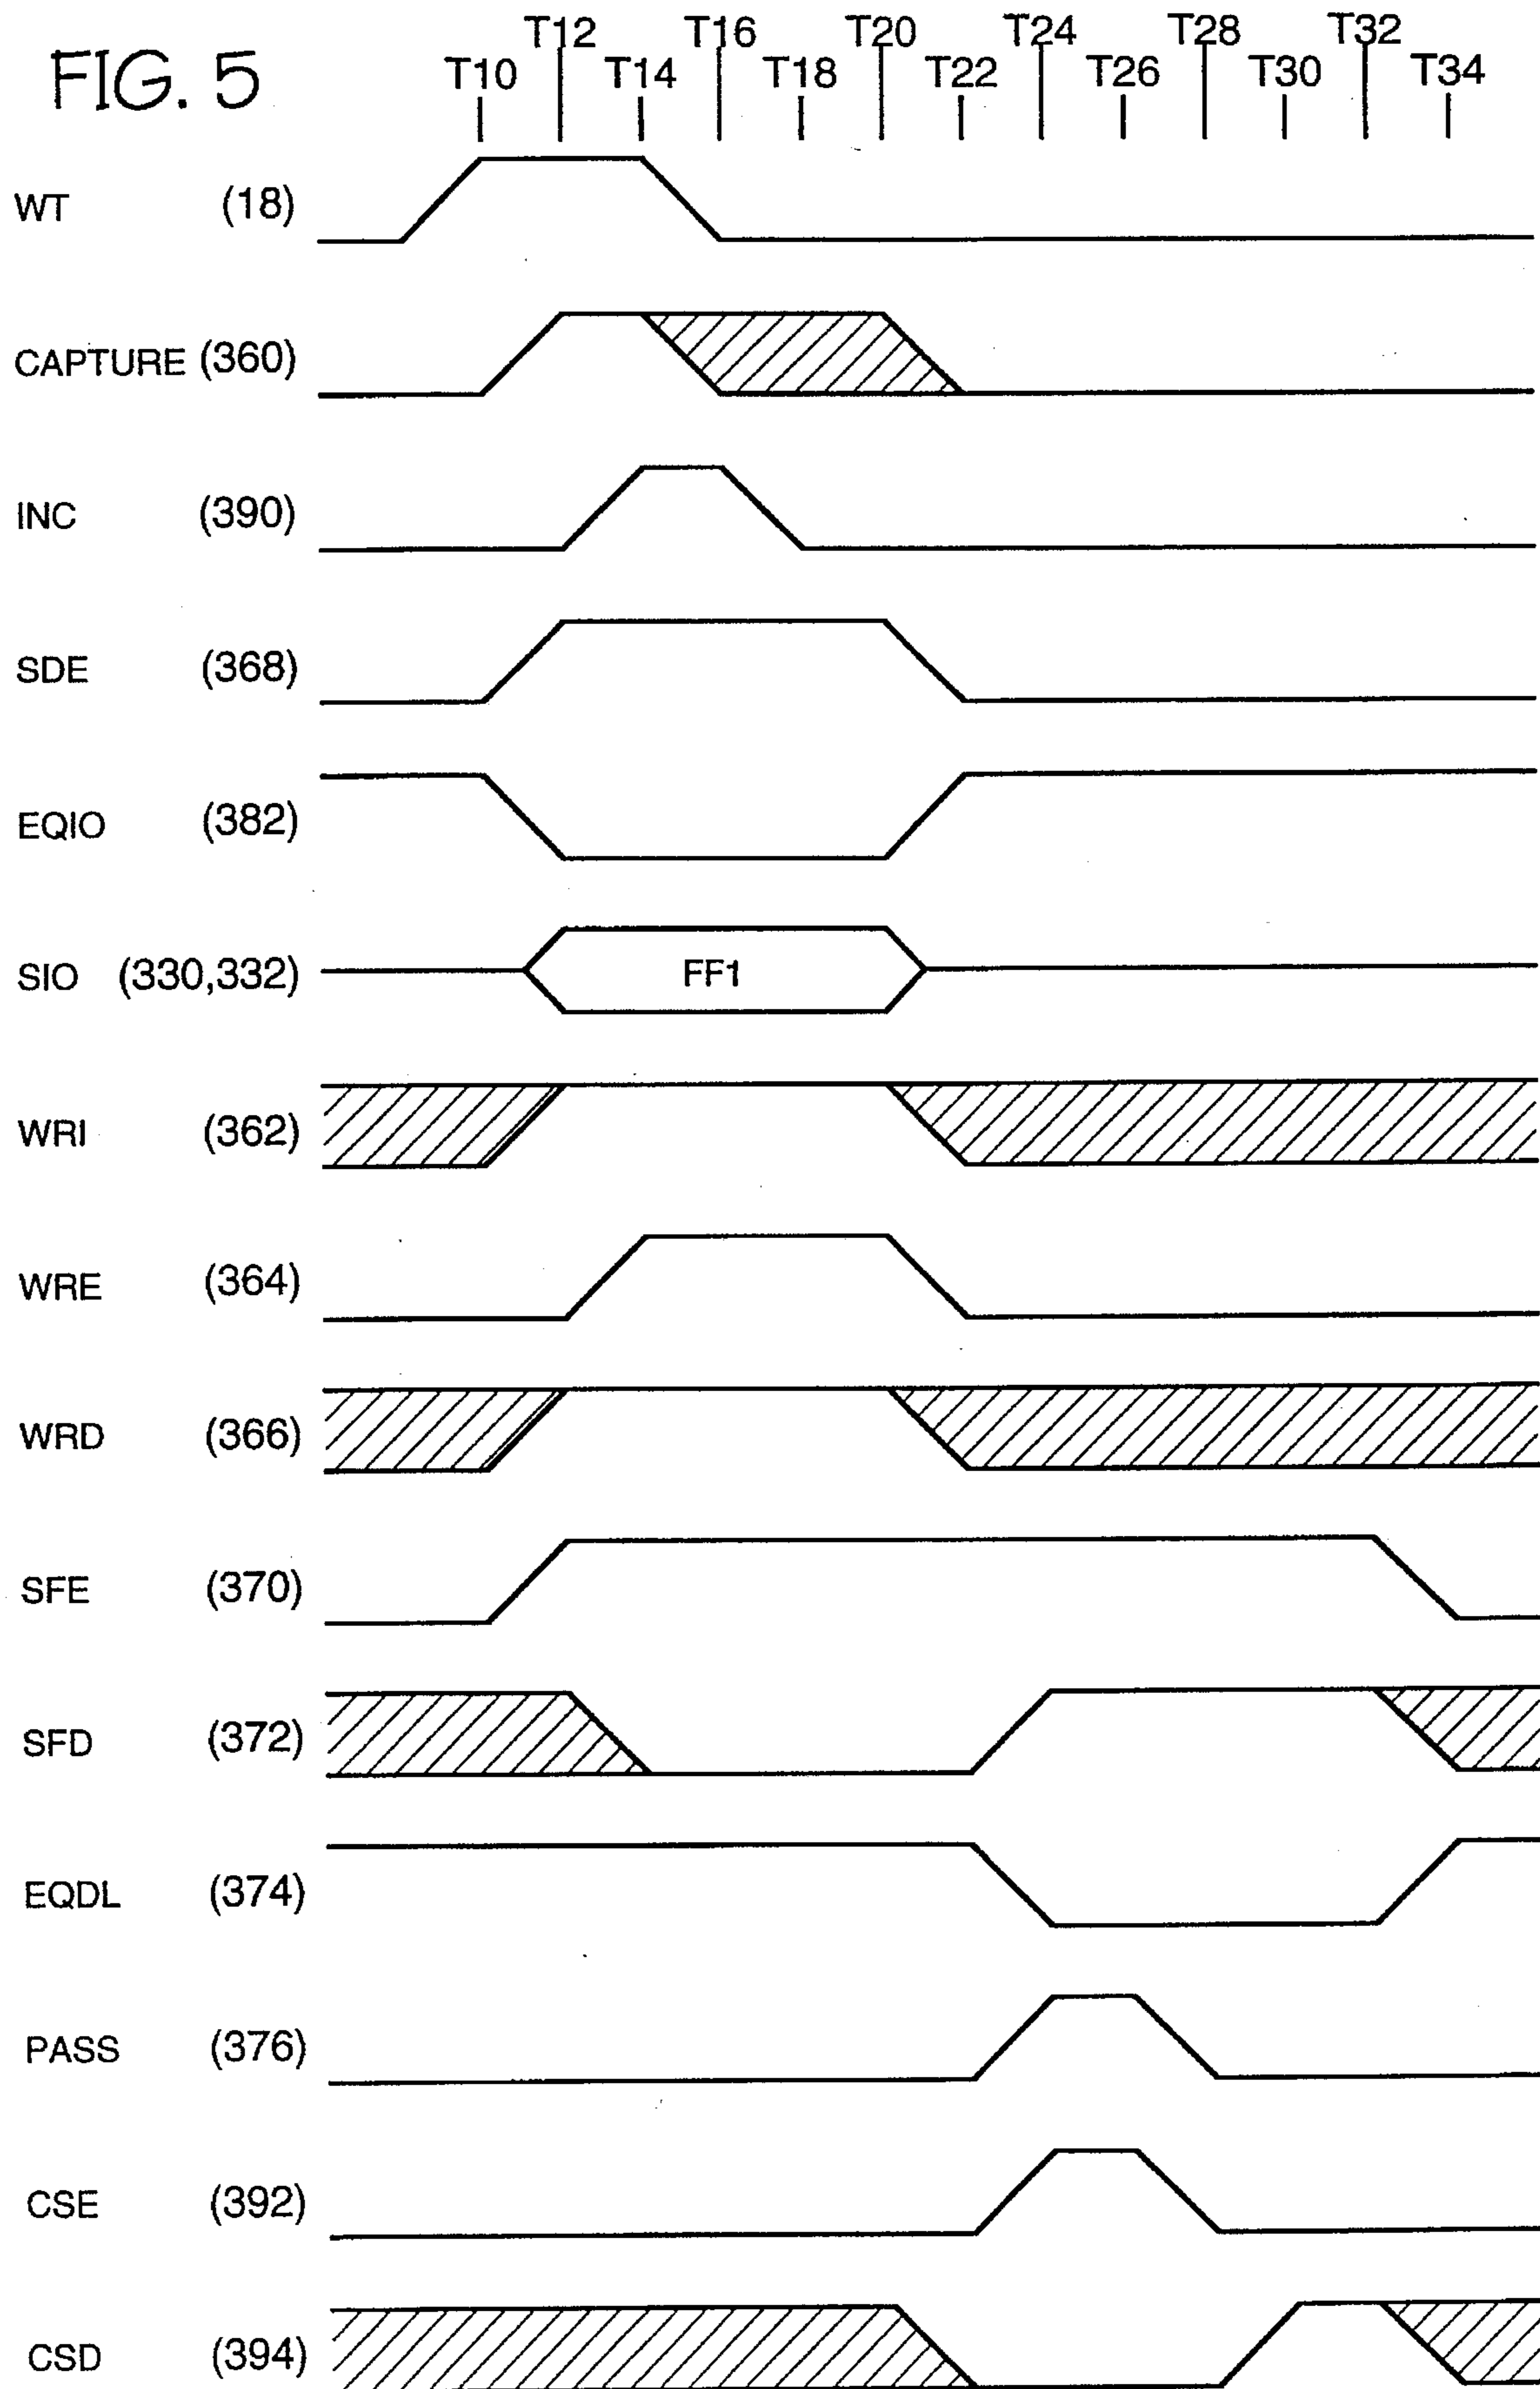 FIG. 5
T12 T16 T20 T24 T28 T32
T10 T14 T18 T22 T26 T30 T34
WT (18)
CAPTURE (360)
INC (390)
SDE (368)
EQIO (382)
SIO (330,332) FF1
WRI (362)
WRE (364)
WRD (366)
SFE (370)
SFD (372)
EQDL (374)
PASS (376)
CSE (392)
CSD (394)